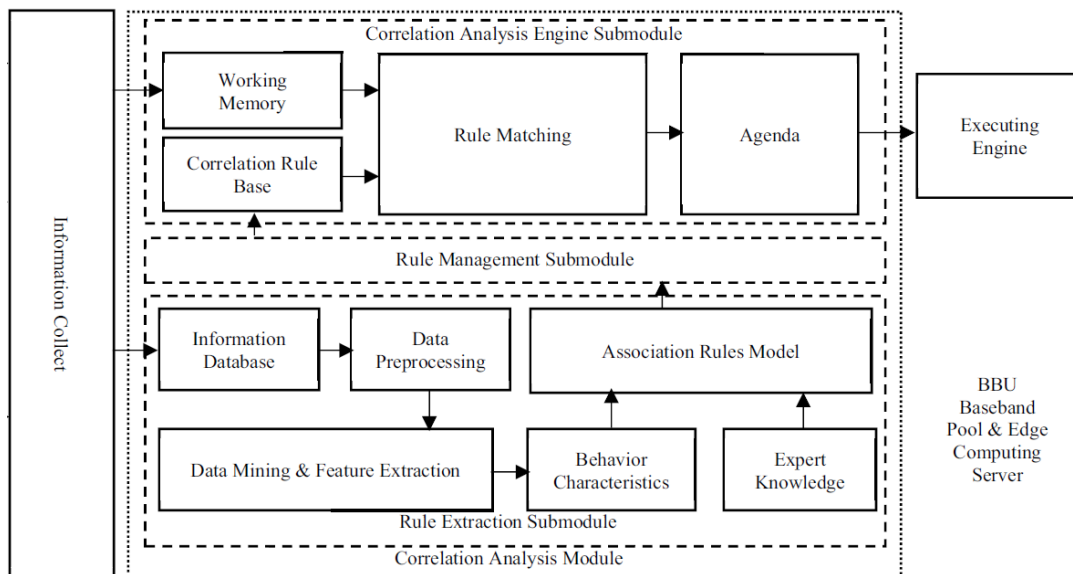 Correlation Analysis Engine Submodule
Working
Memory
Correlation Rule
Base
Rule Matching
Agenda
Executing
Engine
Information Collect
Rule Management Submodule
Information
Database
Data
Preprocessing
Association Rules Model
Data Mining & Feature Extraction
Behavior
Characteristics
Expert
Knowledge
Rule Extraction Submodule
Correlation Analysis Module
BBU
Baseband
Pool & Edge
Computing
Server